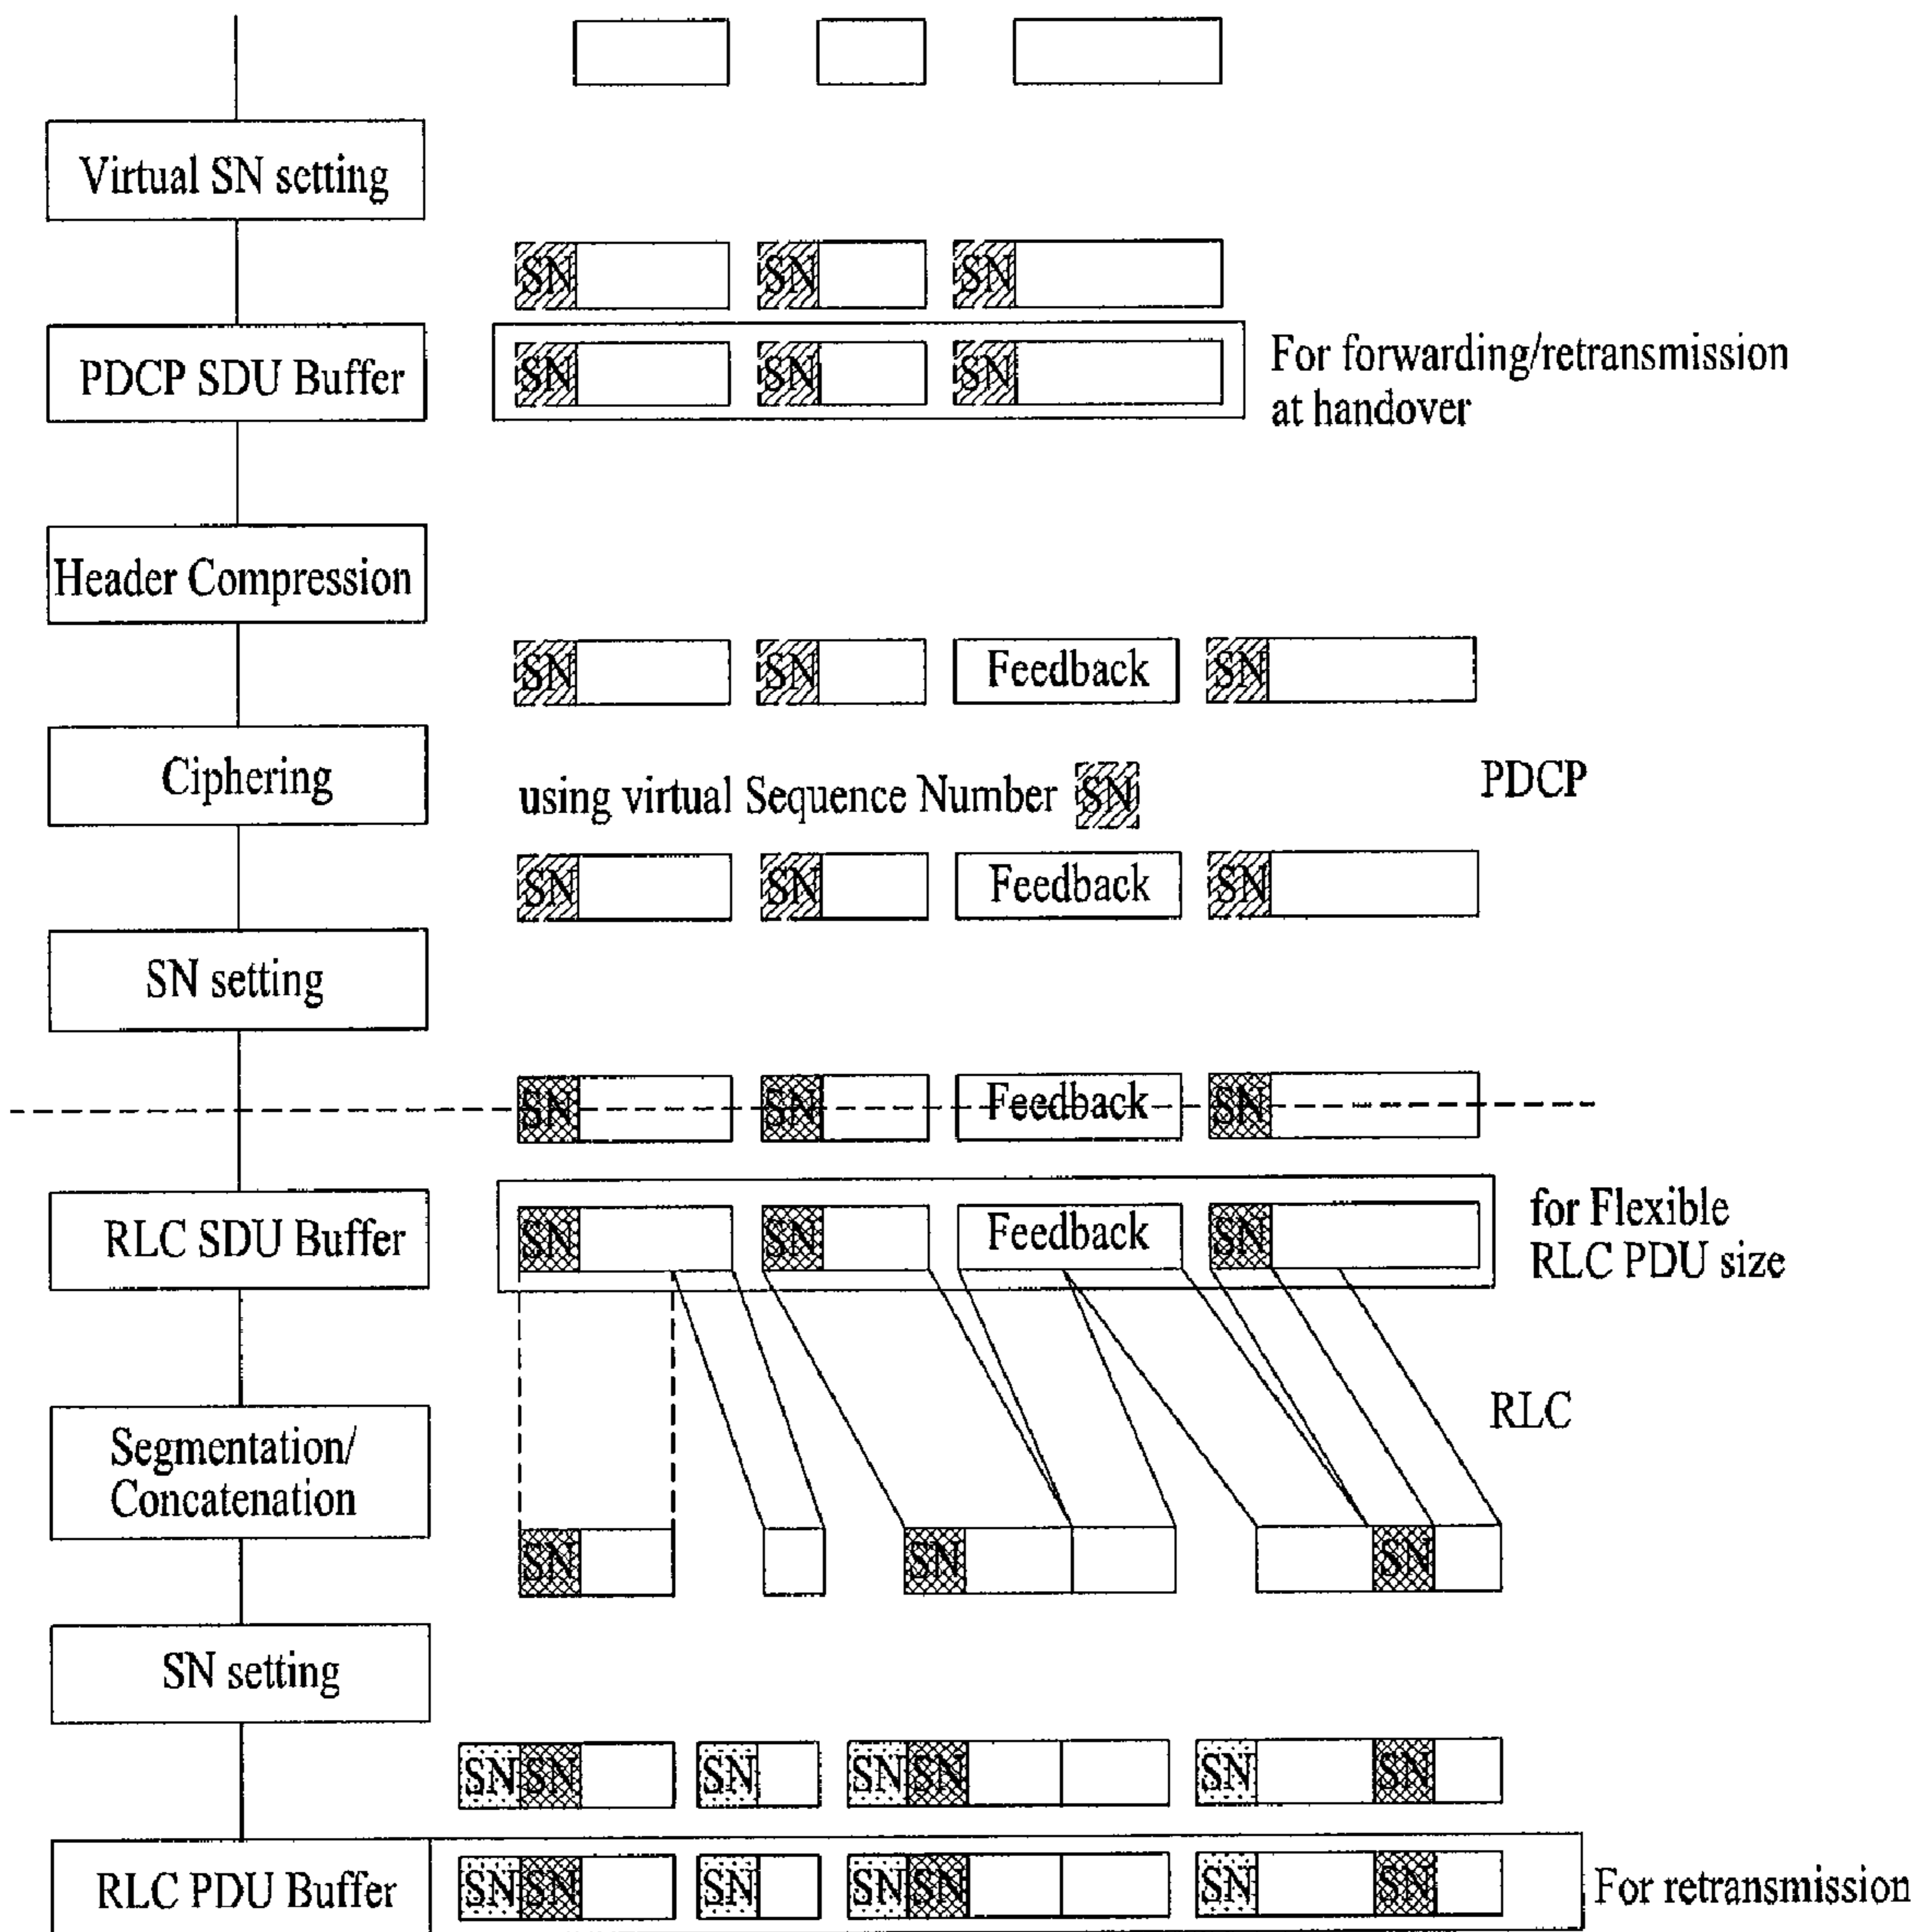 Virtual SN setting
SN SN SN
PDCP SDU Buffer
SN SN SN
For forwarding/retransmission
at handover
Header Compression
SN SN Feedback SN
Ciphering
using virtual Sequence Number SN
PDCP
SN SN Feedback SN
SN setting
SN SN Feedback SN
RLC SDU Buffer
SN SN Feedback SN
for Flexible
RLC PDU size
RLC
Segmentation/
Concatenation
SN SN SN
SN setting
SN SN SN SN SN SN SN
RLC PDU Buffer
SN SN SN SN SN SN SN
For retransmission